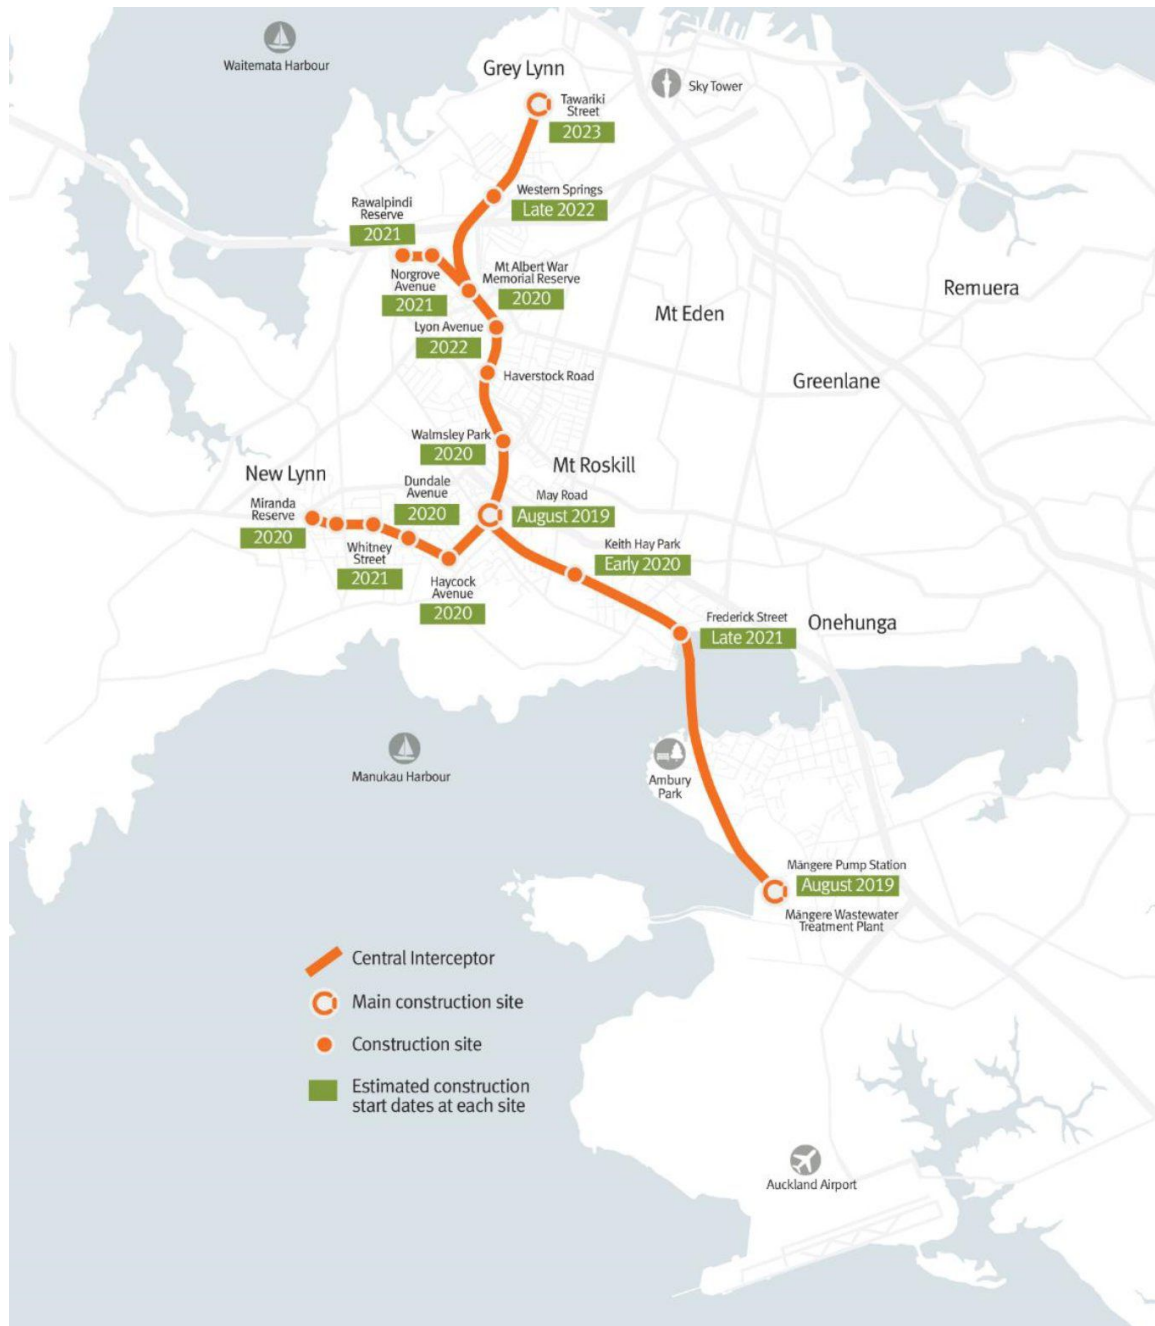 Waitemata Harbour
Grey Lynn
Sky Tower
Tawariki
Street
2023
Western Springs
Late 2022
Rawalpindi
Reserve
2021
Norgrove
Avenue
2021
Mt Albert War
Memorial Reserve
2020
Lyon Avenue
2022
Mt Eden
Remuera
Haverstock Road
Greenlane
Walmsley Park
2020
Mt Roskill
New Lynn
Miranda
Reserve
2020
Dundale
Avenue
2020
May Road
August 2019
Whitney
Street
2021
Haycock
Avenue
2020
Keith Hay Park
Early 2020
Frederick Street
Late 2021
Onehunga
Manukau Harbour
Ambury
Park
Māngere Pump Station
August 2019
Māngere Wastewater
Treatment Plant
Central Interceptor
Main construction site
Construction site
Estimated construction
start dates at each site
Auckland Airport